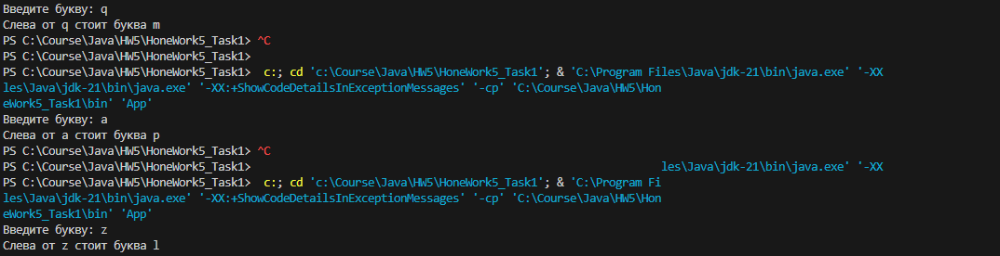 Введите букву: q
Слева от q стоит буква m
PS C:\Course\Java\HW5\HoneWork5_Task1> ^C
PS C:\Course\Java\HW5\HoneWork5_Task1>
PS C:\Course\Java\HW5\HoneWork5_Task1>  c:; cd 'c:\Course\Java\HW5\HoneWork5_Task1'; & 'C:\Program Files\Java\jdk-21\bin\java.exe' '-XX
les\Java\jdk-21\bin\java.exe' '-XX:+ShowCodeDetailsInExceptionMessages' '-cp' 'C:\Course\Java\HW5\Hon
eWork5_Task1\bin' 'App'
Введите букву: a
Слева от a стоит буква p
PS C:\Course\Java\HW5\HoneWork5_Task1> ^C
PS C:\Course\Java\HW5\HoneWork5_Task1> les\Java\jdk-21\bin\java.exe' '-XX
PS C:\Course\Java\HW5\HoneWork5_Task1>  c:; cd 'c:\Course\Java\HW5\HoneWork5_Task1'; & 'C:\Program Fi
les\Java\jdk-21\bin\java.exe' '-XX:+ShowCodeDetailsInExceptionMessages' '-cp' 'C:\Course\Java\HW5\Hon
eWork5_Task1\bin' 'App'
Введите букву: z
Слева от z стоит буква l